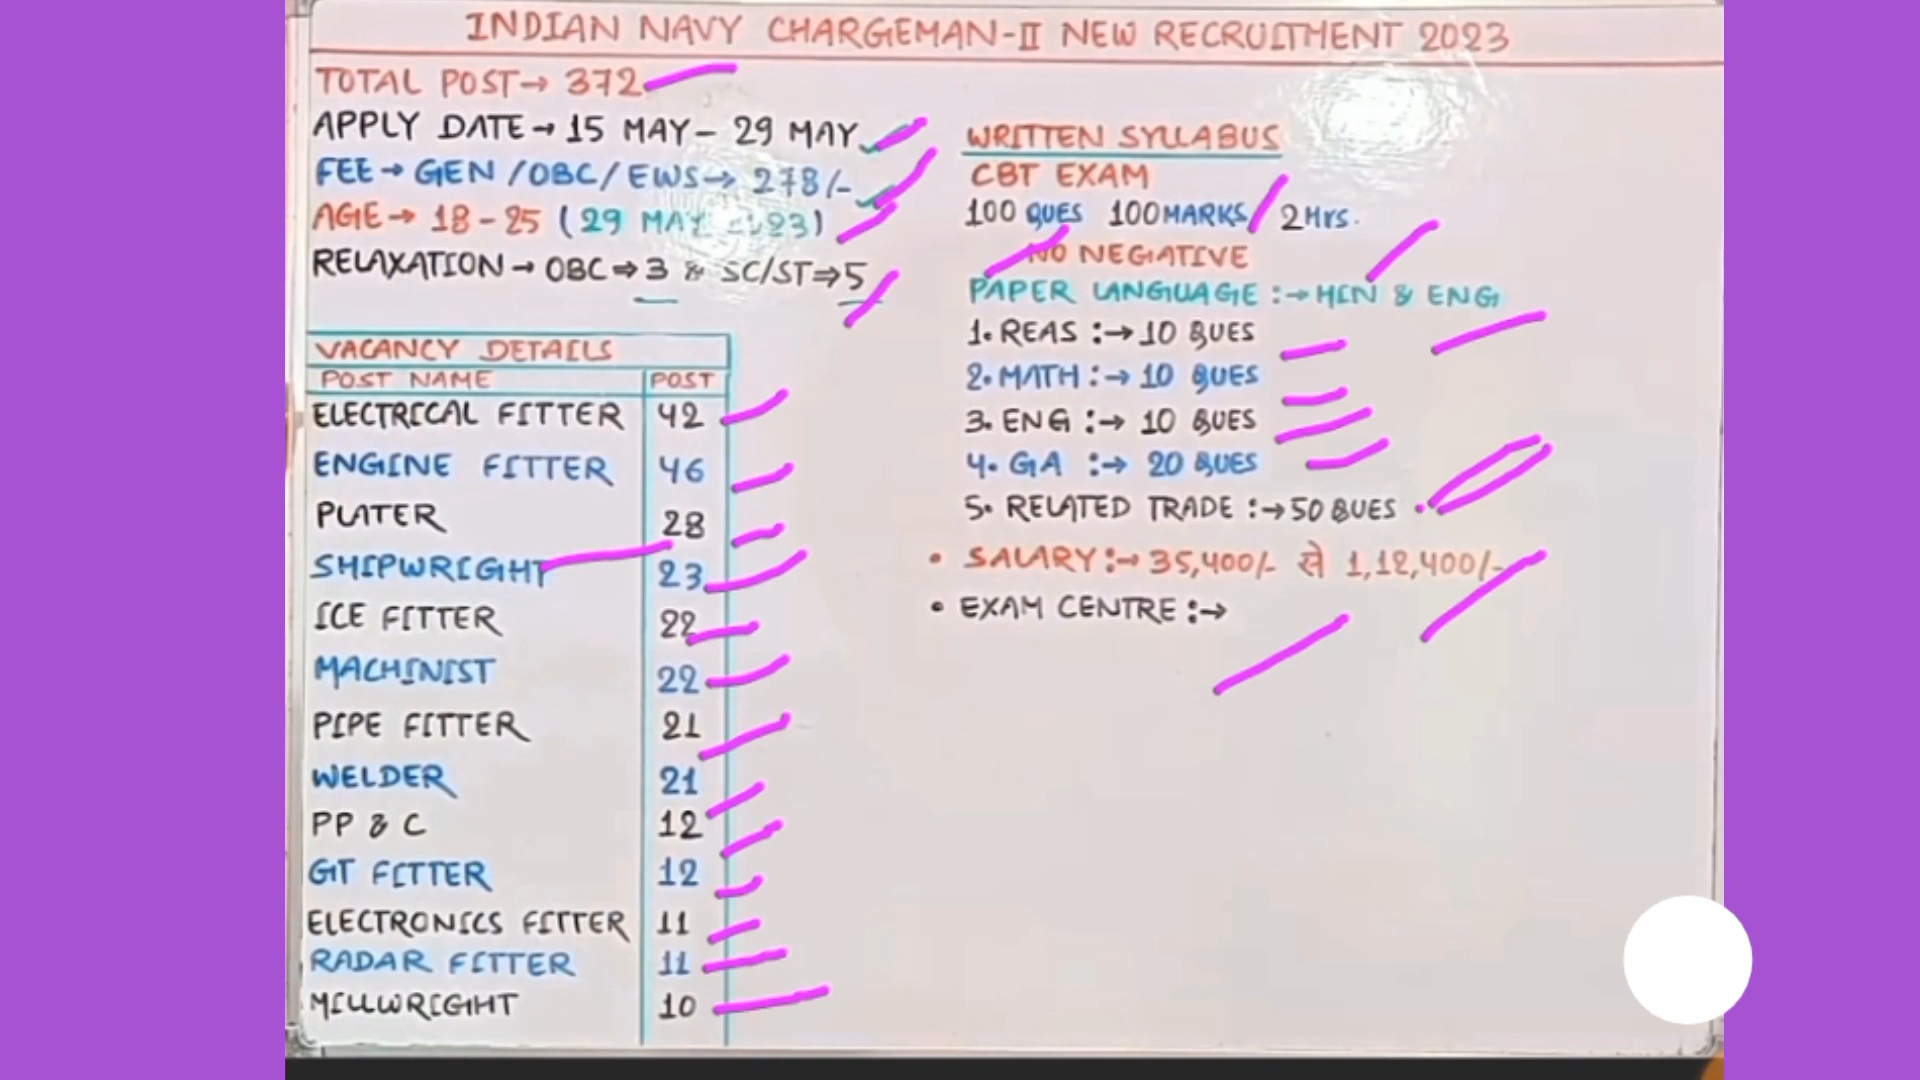 INDIAN NAVY CHARGEMAN-II NEW RECRUITMENT 2023
TOTAL POST→ 372
APPLY DATE → 15 MAY – 29 MAY
FEE → GEN /OBC/ EWS→ 278/-
AGE → 18 - 25 (29 MAY 2023)
RELAXATION → OBC ⇒ 3 & SC/ST ⇒ 5
VACANCY DETAILS
POST NAME POST
ELECTRICAL FITTER 42
ENGINE FITTER 46
PLATER 28
SHIPWRIGHT 23
ICE FITTER 22
MACHINIST 22
PIPE FITTER 21
WELDER 21
PP & C 12
GT FITTER 12
ELECTRONICS FITTER 11
RADAR FITTER 11
MILLWRIGHT 10
WRITTEN SYLLABUS
CBT EXAM
100 QUES 100 MARKS 2 Hrs.
NO NEGATIVE
PAPER LANGUAGE :→ HIN & ENG
1. REAS :→ 10 QUES
2. MATH :→ 10 QUES
3. ENG :→ 10 QUES
4. GA :→ 20 QUES
5. RELATED TRADE :→ 50 QUES
• SALARY :→ 35,400/- से 1,12,400/-
• EXAM CENTRE :→